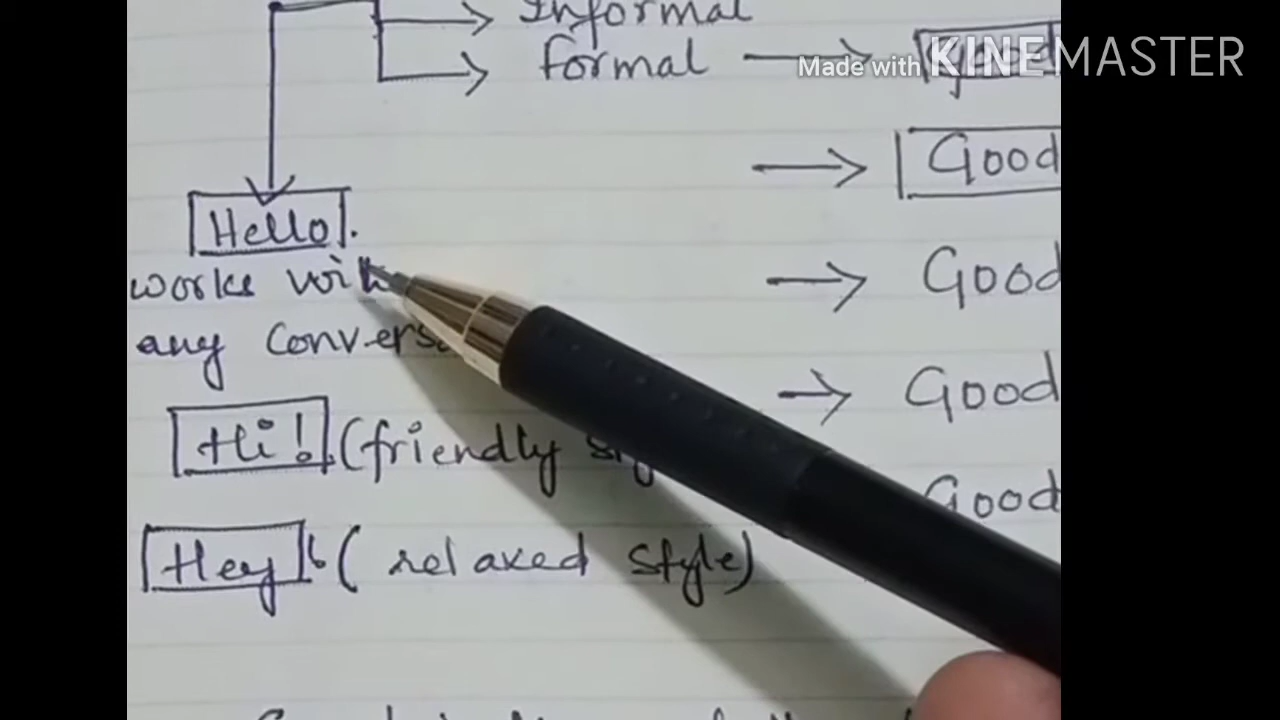 Informal
formal → good
Made with KINEMASTER
→ Good
Hello.
works with
→ Good
any convers
→ Good
Hi! (friendly
Good
Hey! (relaxed style)